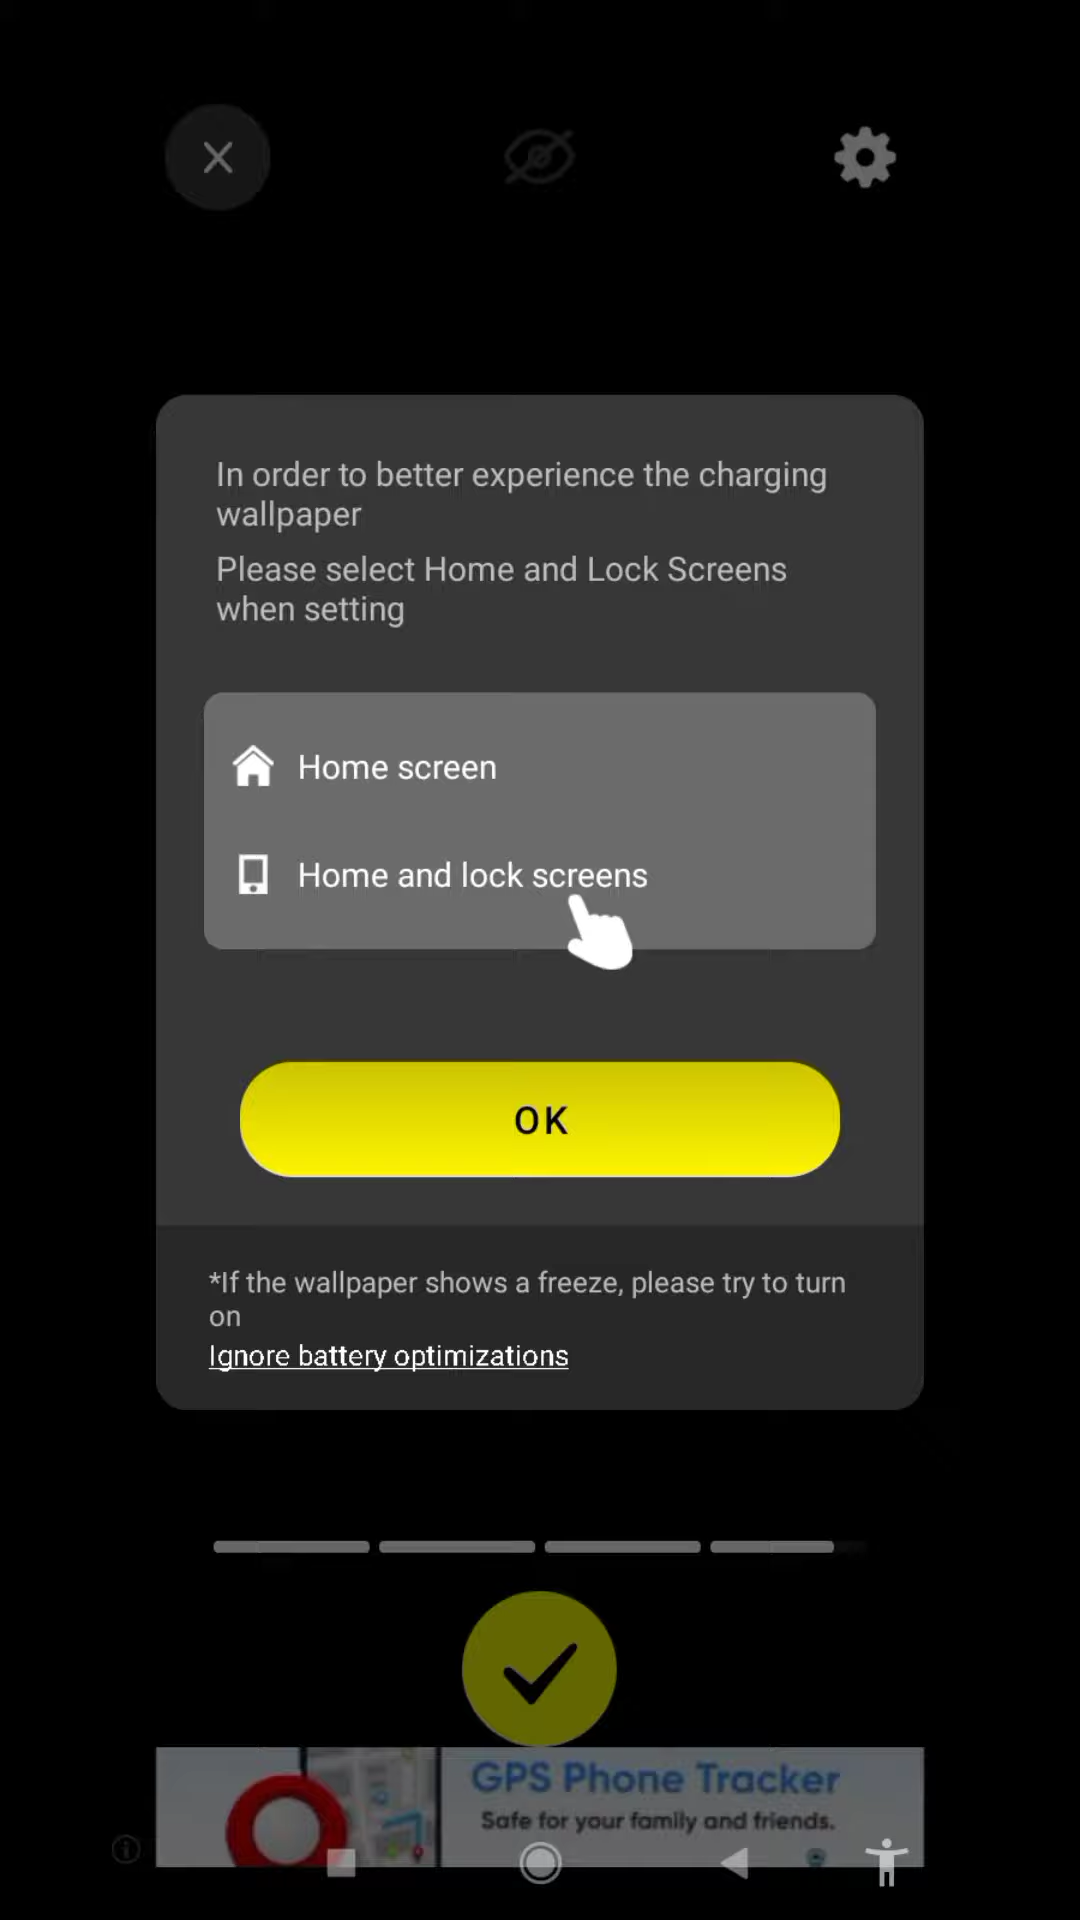 In order to better experience the charging
wallpaper
Please select Home and Lock Screens
when setting
Home screen
Home and lock screens
OK
*If the wallpaper shows a freeze, please try to turn
on
Ignore battery optimizations
GPS Phone Tracker
Safe for your family and friends.